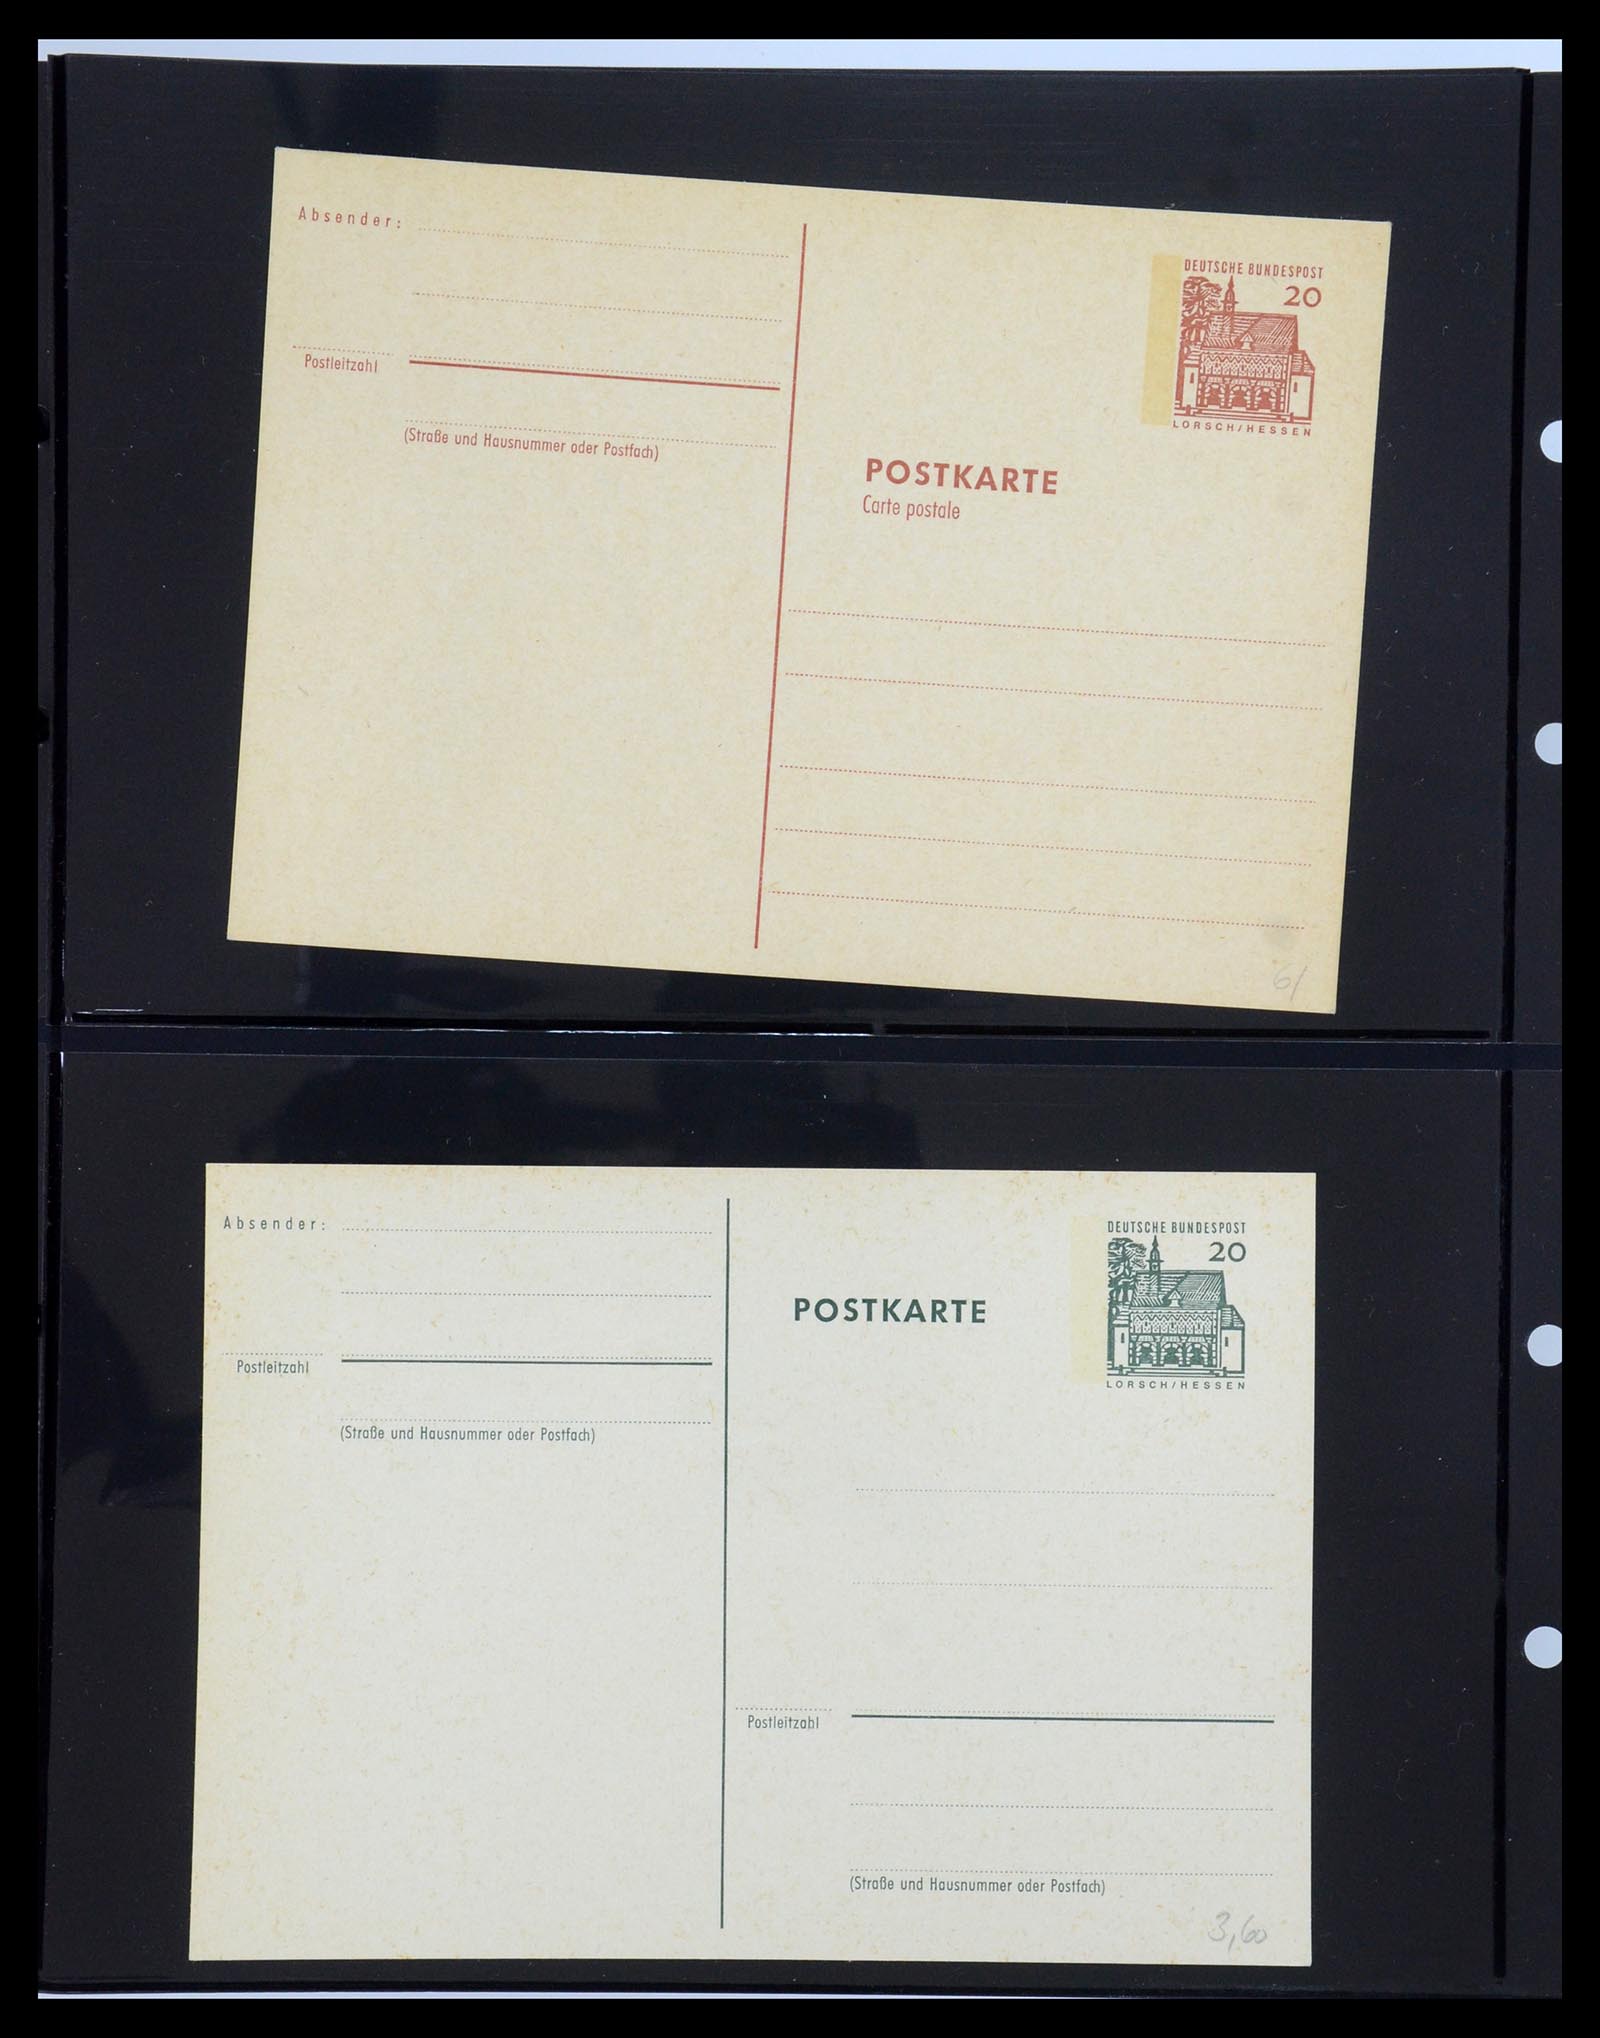 Absender:
DEUTSCHE BUNDESPOST
20
Postleitzahl
LORSCH/HESSEN
(Straße und Hausnummer oder Postfach)
POSTKARTE
Carte postale
Absender:
DEUTSCHE BUNDESPOST
20
POSTKARTE
Postleitzahl
LORSCH/HESSEN
(Straße und Hausnummer oder Postfach)
Postleitzahl
(Straße und Hausnummer oder Postfach)
3,60